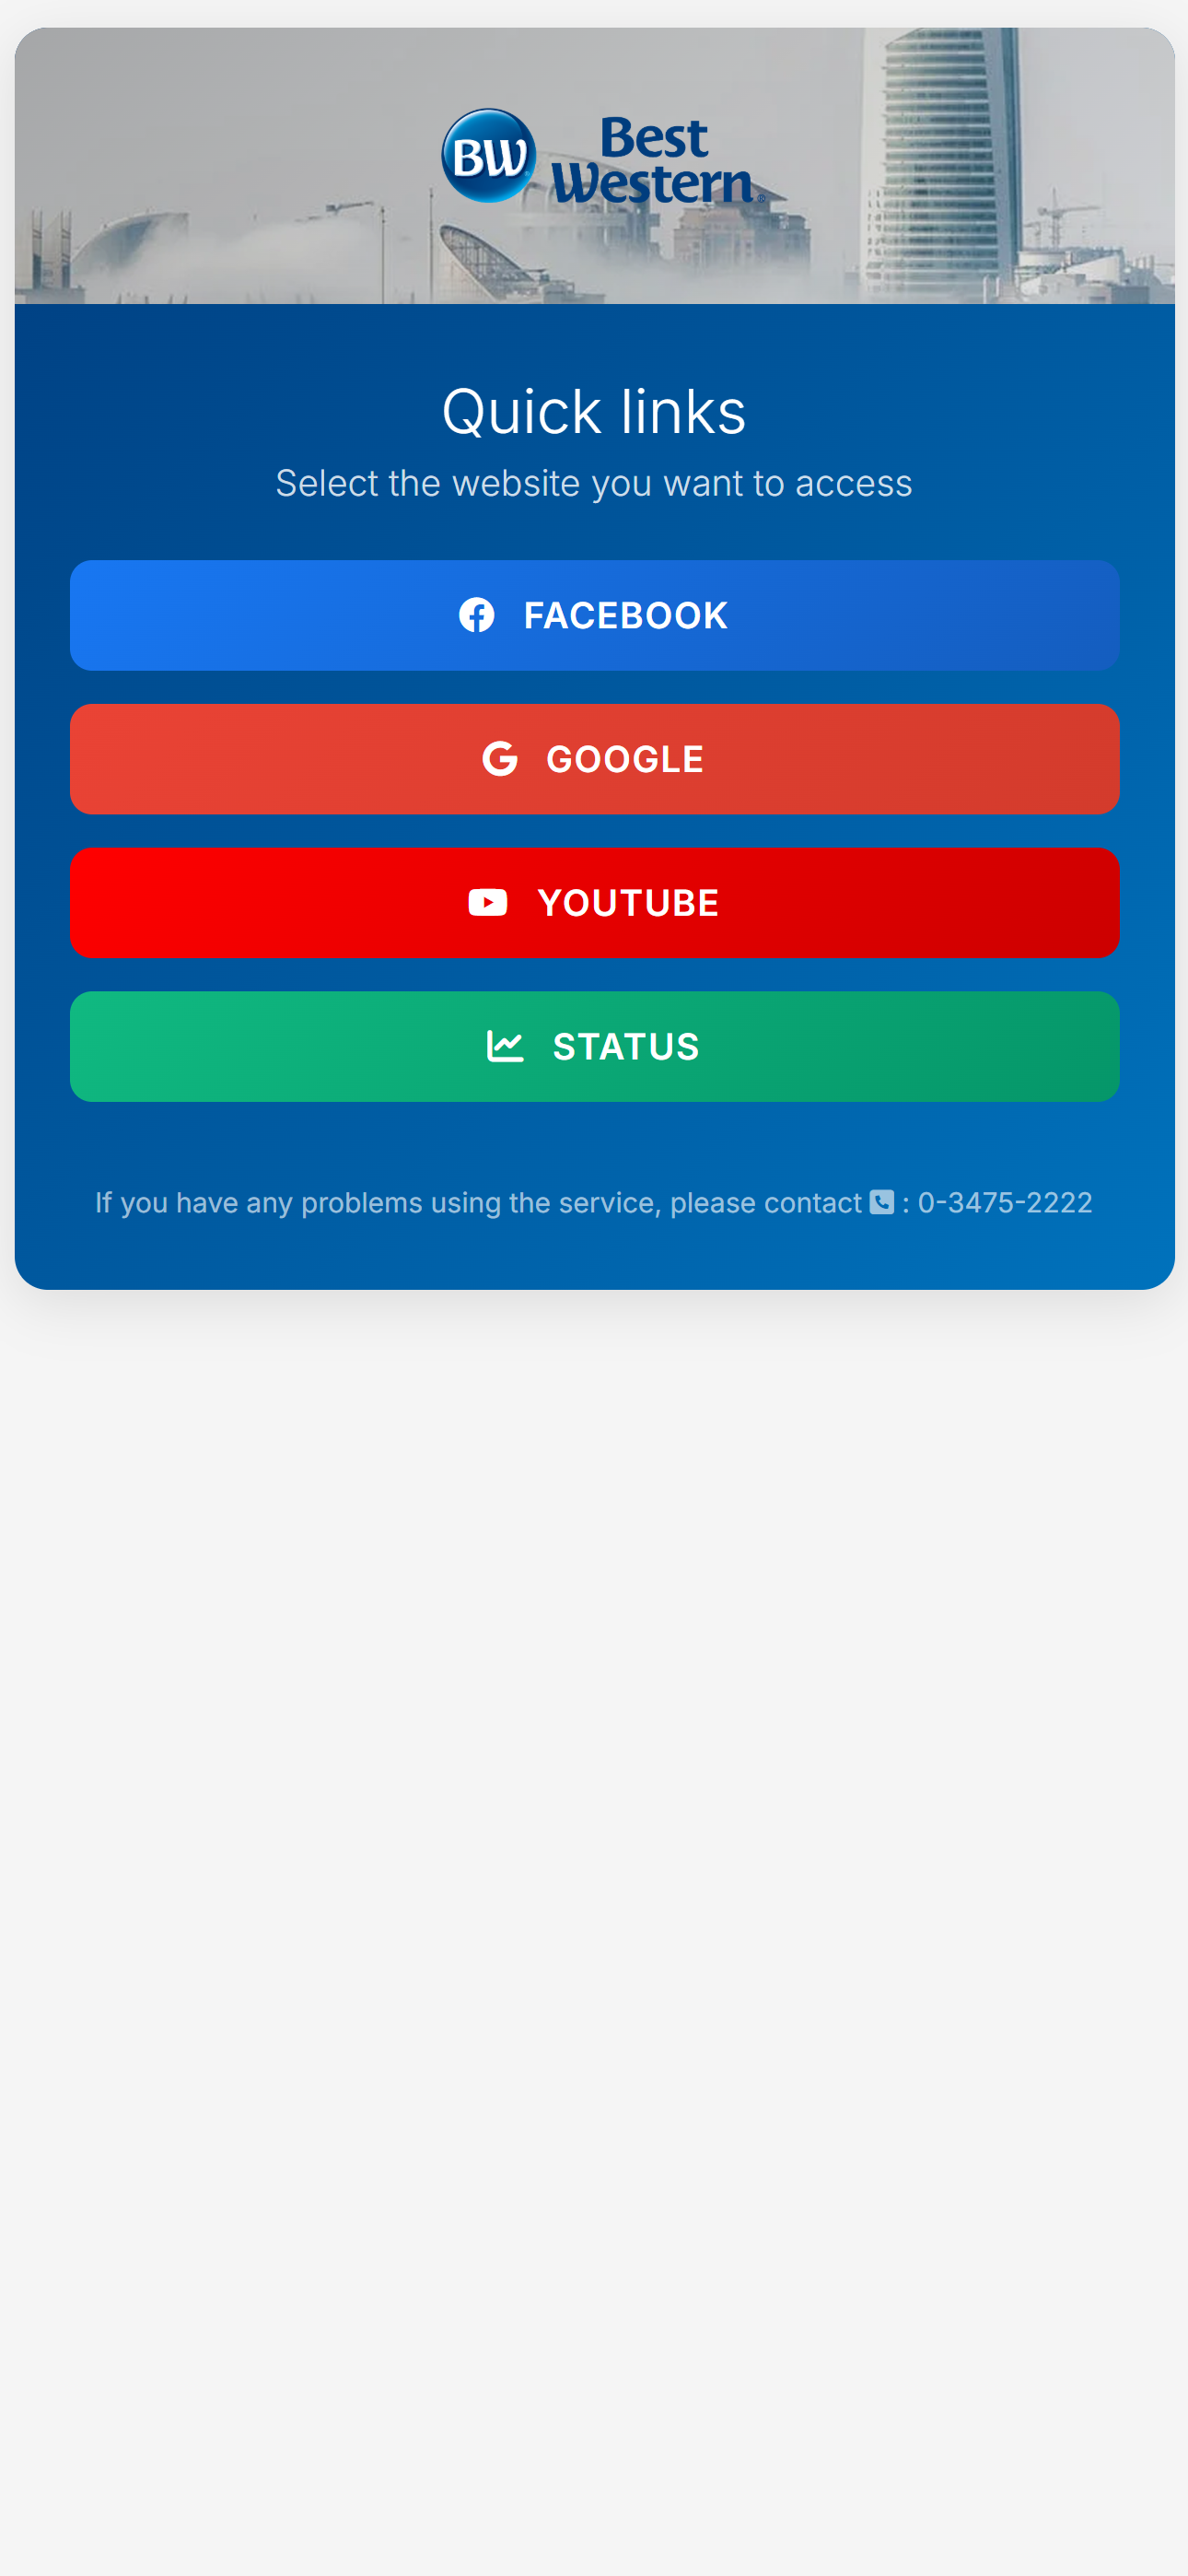 BW
Best
Western®
Quick links
Select the website you want to access
FACEBOOK
GOOGLE
YOUTUBE
STATUS
If you have any problems using the service, please contact : 0-3475-2222